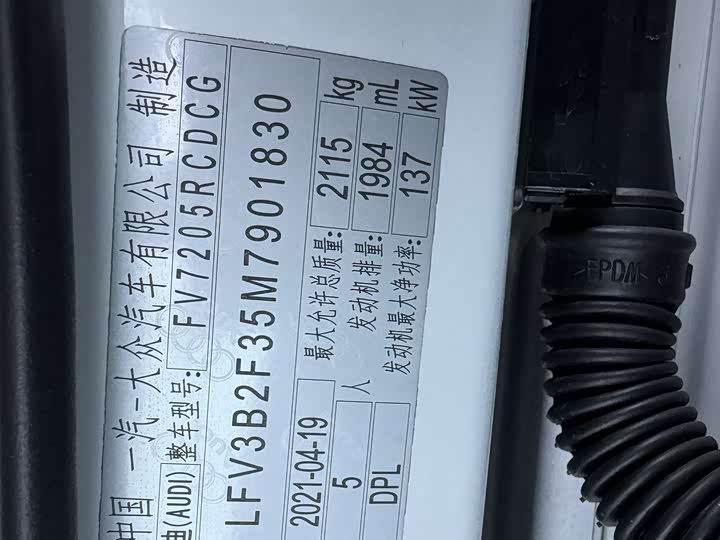 中国 一汽-大众汽车有限公司 制造
迪(AUDI) 整车型号: FV7205RCDCG
LFV3B2F35M7901830
2021-04-19 最大允许总质量: 2115 kg
5 人 发动机排量: 1984 mL
DPL 发动机最大净功率: 137 kW
>EPDM<